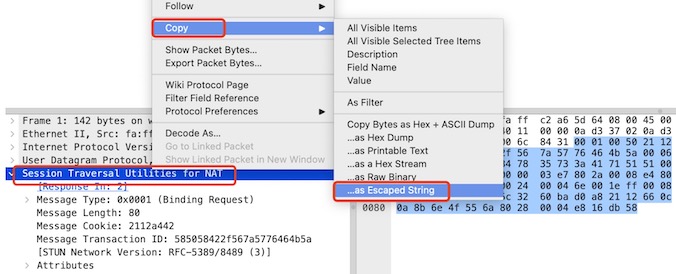 Follow
Copy
Show Packet Bytes...
Export Packet Bytes...
Wiki Protocol Page
Filter Field Reference
Protocol Preferences
Decode As...
Go to Linked Packet
Show Linked Packet in New Window
All Visible Items
All Visible Selected Tree Items
Description
Field Name
Value
As Filter
Copy Bytes as Hex + ASCII Dump
...as Hex Dump
...as Printable Text
...as a Hex Stream
...as Raw Binary
...as Escaped String
Frame 1: 142 bytes on w
Ethernet II, Src: fa:ff
Internet Protocol Versi
User Datagram Protocol,
Session Traversal Utilities for NAT
[Response In: 2]
Message Type: 0x0001 (Binding Request)
Message Length: 80
Message Cookie: 2112a442
Message Transaction ID: 585058422f567a5776464b5a
[STUN Network Version: RFC-5389/8489 (3)]
Attributes
fa ff c2 a6 5d 64 08 00 45 00
40 11 00 00 ad d3 37 02 0a d3
00 6c 84 31 00 01 00 50 21 12
2f 56 7a 57 76 46 4b 5a 00 06
34 78 35 73 3a 41 71 51 51 00
00 03 e7 80 2a 00 08 e4 80
00 24 00 04 6e 00 1e ff 00 08
5c 32 60 ba d0 a8 21 12 66 0c
0080 0a 8b 6e 4f 55 6a 80 28 00 04 e8 16 db 58